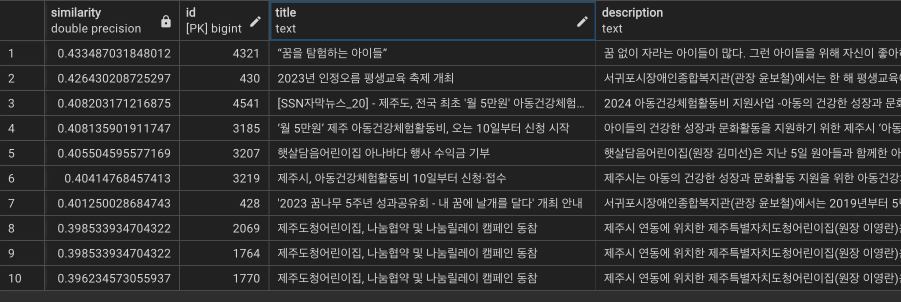 similarity id title description
double precision [PK] bigint text text
1 0.433487031848012 4321 “꿈을 탐험하는 아이들” 꿈 없이 자라는 아이들이 많다. 그런 아이들을 위해 자신이 좋아
2 0.426430208725297 430 2023년 인정오름 평생교육 축제 개최 서귀포시장애인종합복지관(관장 윤보철)에서는 한 해 평생교육
3 0.408203171216875 4541 [SSN자막뉴스_20] - 제주도, 전국 최초 '월 5만원' 아동건강체험... 2024 아동건강체험활동비 지원사업 -아동의 건강한 성장과 문화
4 0.408135901911747 3185 ‘월 5만원’ 제주 아동건강체험활동비, 오는 10일부터 신청 시작 아이들의 건강한 성장과 문화활동을 지원하기 위한 제주시 ‘아동
5 0.405504595577169 3207 햇살담음어린이집 아나바다 행사 수익금 기부 햇살담음어린이집(원장 김미선)은 지난 5일 원아들과 함께한 아
6 0.40414768457413 3219 제주시, 아동건강체험활동비 10일부터 신청·접수 제주시는 아동의 건강한 성장과 문화활동 지원을 위한 아동건강
7 0.401250028684743 428 '2023 꿈나무 5주년 성과공유회 - 내 꿈에 날개를 달다' 개최 안내 서귀포시장애인종합복지관(관장 윤보철)에서는 2019년부터 5
8 0.398533934704322 2069 제주도청어린이집, 나눔협약 및 나눔릴레이 캠페인 동참 제주시 연동에 위치한 제주특별자치도청어린이집(원장 이영란)
9 0.398533934704322 1764 제주도청어린이집, 나눔협약 및 나눔릴레이 캠페인 동참 제주시 연동에 위치한 제주특별자치도청어린이집(원장 이영란)
10 0.396234573055937 1770 제주도청어린이집, 나눔협약 및 나눔릴레이 캠페인 동참 제주시 연동에 위치한 제주특별자치도청어린이집(원장 이영란)